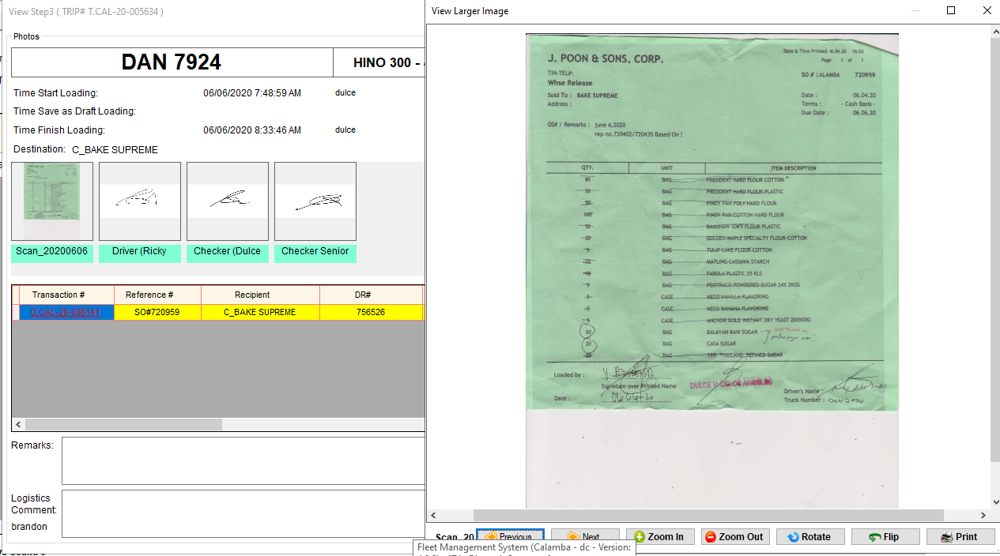 View Step3 ( TRIP# T.CAL-20-005634 )
Photos
DAN 7924
HINO 300 -
Time Start Loading: 06/06/2020 7:48:59 AM dulce
Time Save as Draft Loading:
Time Finish Loading: 06/06/2020 8:33:46 AM dulce
Destination: C_BAKE SUPREME
Scan_20200606
Driver (Ricky
Checker (Dulce
Checker Senior
Transaction # Reference # Recipient DR#
O.CAL-20-006141 SO#720959 C_BAKE SUPREME 756526
Remarks:
Logistics
Comment:
brandon
View Larger Image
J. POON & SONS, CORP.
Date & Time Printed: 16.04.20 16:03
Page 1 of 1
TIN-TEL#:
Whse Release
SO # :ALAMBA 720959
Sold To : BAKE SUPREME
Address :
Date : 06.04.20
Terms : - Cash Basis -
Due Date : 06.06.20
OS# / Remarks : june 6,2020
rep no.720402/720435 Based On S
QTY. UNIT ITEM DESCRIPTION
80 BAG PRESIDENT HARD FLOUR COTTON
50 BAG PRESIDENT HARD FLOUR PLASTIC
50 BAG PINOY PAN POLY HARD FLOUR
100 BAG PINOY PAN COTTON HARD FLOUR
50 BAG BANAHAW SOFT FLOUR PLASTIC
20 BAG GOLDEN MAPLE SPECIALTY FLOUR-COTTON
5 BAG TULIP CAKE FLOUR COTTON
10 BAG MATLING CASSAVA STARCH
10 BAG FAROLA PLASTIC 25 KLS
5 BAG PEOTRACO POWDERED SUGAR 24X 2KGS
5 CASE NECO VANILLA FLAVORING
5 CASE NECO BANANA FLAVORING
5 CASE ANCHOR GOLD INSTANT DRY YEAST 20X500G
50 BAG BALAYAN RAW SUGAR
20 BAG CASA SUGAR
20 BAG TRR THAILAND REFINED SUGAR
Loaded by :
Signature over Printed Name
DULCE V. DELOS ANGELES
Date : 06-06-20
Driver's Name :
Truck Number : DAN 7924
Scan_20
Previous
Next
Zoom In
Zoom Out
Rotate
Flip
Print
Fleet Management System (Calamba - dc - Version: